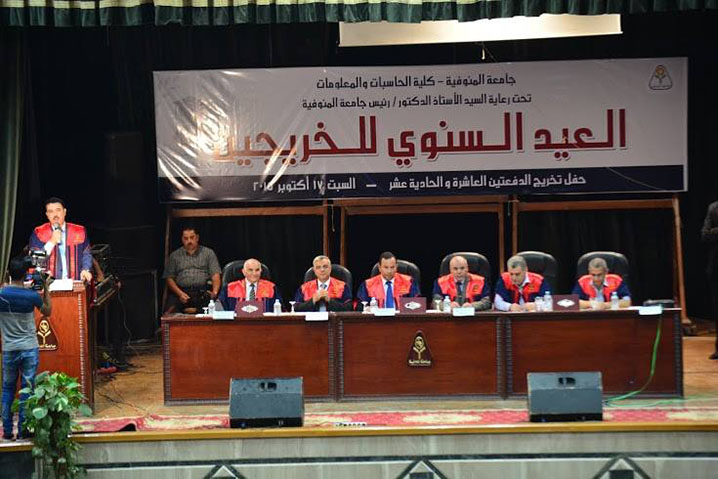 جامعة المنوفية - كلية الحاسبات والمعلومات
تحت رعاية السيد الأستاذ الدكتور / رئيس جامعة المنوفية
العيد السنوي للخريجين
حفل تخريج الدفعتين العاشرة و الحادية عشر - السبت ١٧ أكتوبر ٢٠١٥